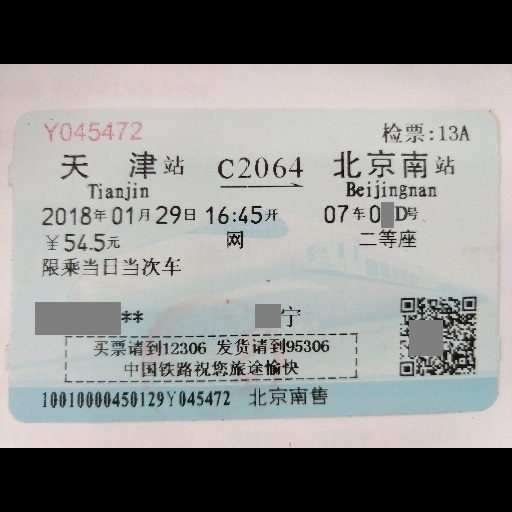 Y045472 检票:13A
天津站 C2064 北京南站
Tianjin Beijingnan
2018年01月29日16:45开 07车0D号
￥54.5元 网 二等座
限乘当日当次车
** 宁
买票请到12306 发货请到95306
中国铁路祝您旅途愉快
10010000450129Y045472 北京南售